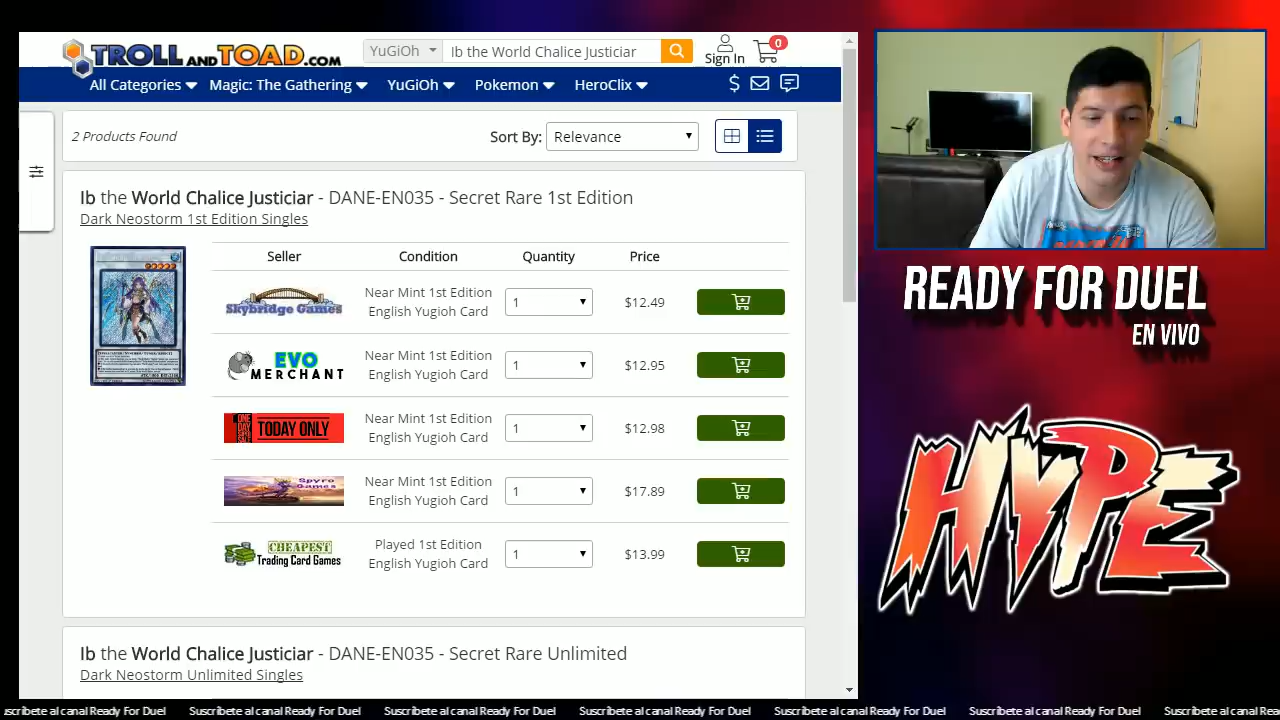 TROLL AND TOAD.COM
YuGiOh
Ib the World Chalice Justiciar
Sign In
0
All Categories
Magic: The Gathering
YuGiOh
Pokemon
HeroClix
$
2 Products Found
Sort By:
Relevance
Ib the World Chalice Justiciar - DANE-EN035 - Secret Rare 1st Edition
Dark Neostorm 1st Edition Singles
Seller
Condition
Quantity
Price
Skybridge Games
Near Mint 1st Edition
English Yugioh Card
1
$12.49
EVO
MERCHANT
Near Mint 1st Edition
English Yugioh Card
1
$12.95
ONE DAY
TODAY ONLY
Near Mint 1st Edition
English Yugioh Card
1
$12.98
Spyro
Games
Near Mint 1st Edition
English Yugioh Card
1
$17.89
CHEAPEST
Trading Card Games
Played 1st Edition
English Yugioh Card
1
$13.99
Ib the World Chalice Justiciar - DANE-EN035 - Secret Rare Unlimited
Dark Neostorm Unlimited Singles
READY FOR DUEL
EN VIVO
HYPE
uscribete al canal Ready For Duel Suscribete al canal Ready For Duel Suscribete al canal Ready For Duel Suscribete al canal Ready For Duel Suscribete al canal Ready For Duel Suscribete al canal Ready For Duel Suscribete al canal Rea